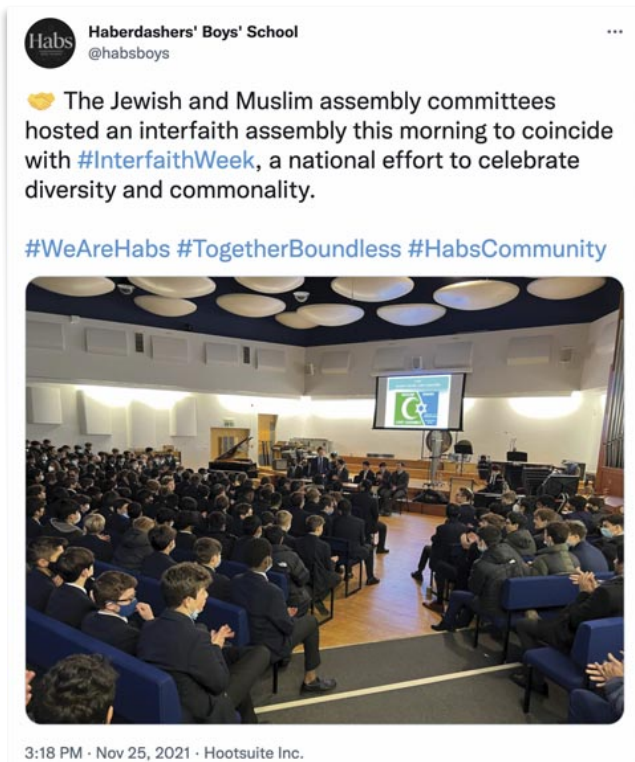 Habs
Haberdashers' Boys' School
@habsboys
🤝 The Jewish and Muslim assembly committees
hosted an interfaith assembly this morning to coincide
with #InterfaithWeek, a national effort to celebrate
diversity and commonality.
#WeAreHabs #TogetherBoundless #HabsCommunity
3:18 PM · Nov 25, 2021 · Hootsuite Inc.